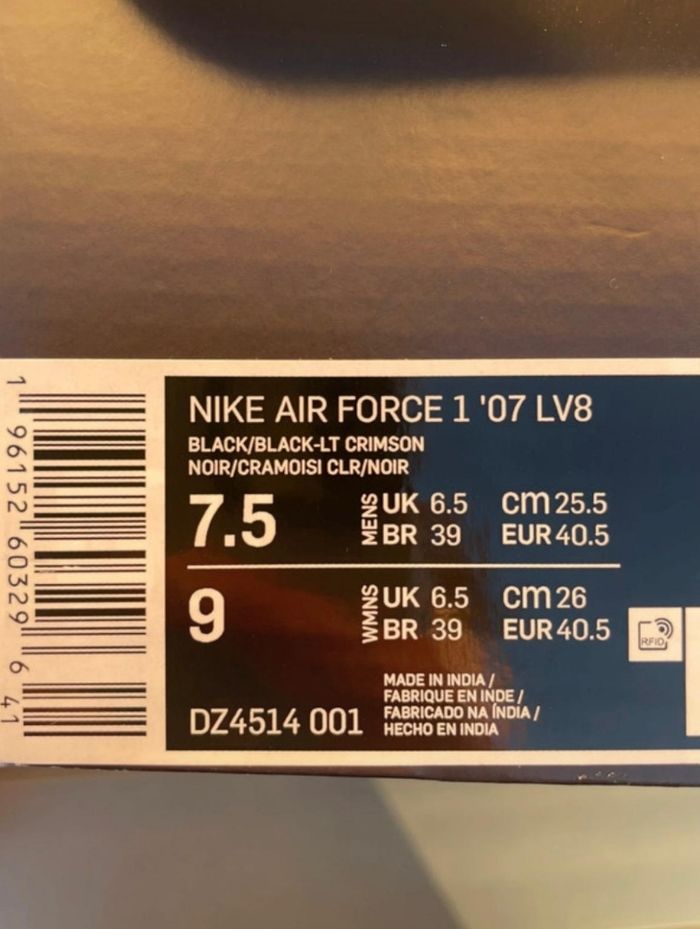 1 96152 60329 6 41
NIKE AIR FORCE 1 '07 LV8
BLACK/BLACK-LT CRIMSON
NOIR/CRAMOISI CLR/NOIR
7.5 MENS UK 6.5 cm 25.5
BR 39 EUR 40.5
9 WMNS UK 6.5 cm 26
BR 39 EUR 40.5
RFID
MADE IN INDIA /
FABRIQUE EN INDE /
FABRICADO NA ÍNDIA /
HECHO EN INDIA
DZ4514 001